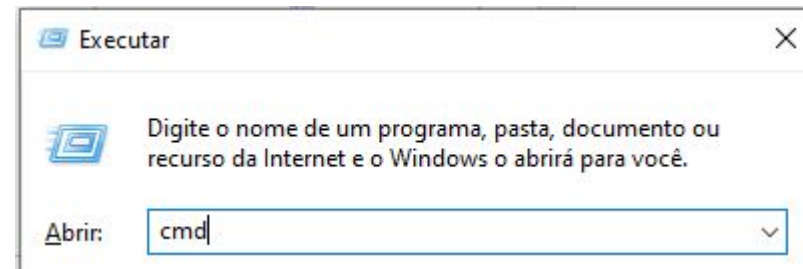 Executar
Digite o nome de um programa, pasta, documento ou
recurso da Internet e o Windows o abrirá para você.
Abrir: cmd